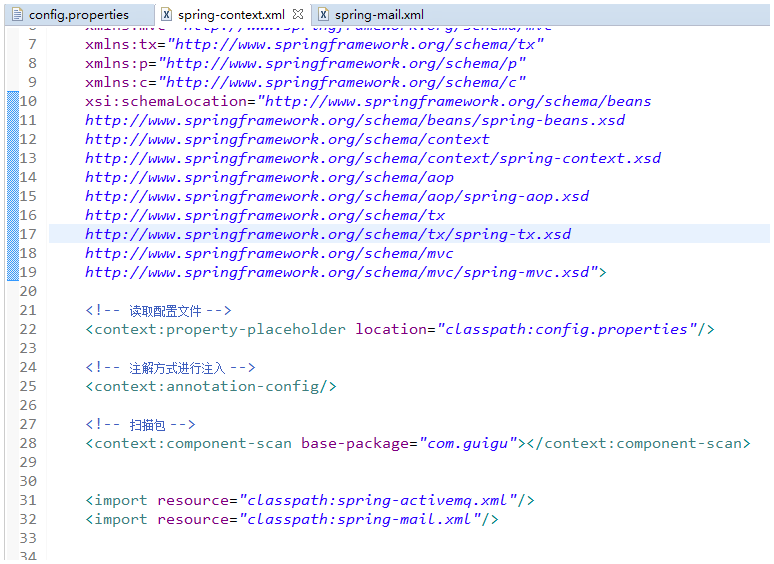 config.properties
spring-context.xml
spring-mail.xml
6 xmlns:mvc="http://www.springframework.org/schema/mvc"
7 xmlns:tx="http://www.springframework.org/schema/tx"
8 xmlns:p="http://www.springframework.org/schema/p"
9 xmlns:c="http://www.springframework.org/schema/c"
10 xsi:schemaLocation="http://www.springframework.org/schema/beans
11 http://www.springframework.org/schema/beans/spring-beans.xsd
12 http://www.springframework.org/schema/context
13 http://www.springframework.org/schema/context/spring-context.xsd
14 http://www.springframework.org/schema/aop
15 http://www.springframework.org/schema/aop/spring-aop.xsd
16 http://www.springframework.org/schema/tx
17 http://www.springframework.org/schema/tx/spring-tx.xsd
18 http://www.springframework.org/schema/mvc
19 http://www.springframework.org/schema/mvc/spring-mvc.xsd">
20
21 <!-- 读取配置文件 -->
22 <context:property-placeholder location="classpath:config.properties"/>
23
24 <!-- 注解方式进行注入 -->
25 <context:annotation-config/>
26
27 <!-- 扫描包 -->
28 <context:component-scan base-package="com.guigu"></context:component-scan>
29
30
31 <import resource="classpath:spring-activemq.xml"/>
32 <import resource="classpath:spring-mail.xml"/>
33
34